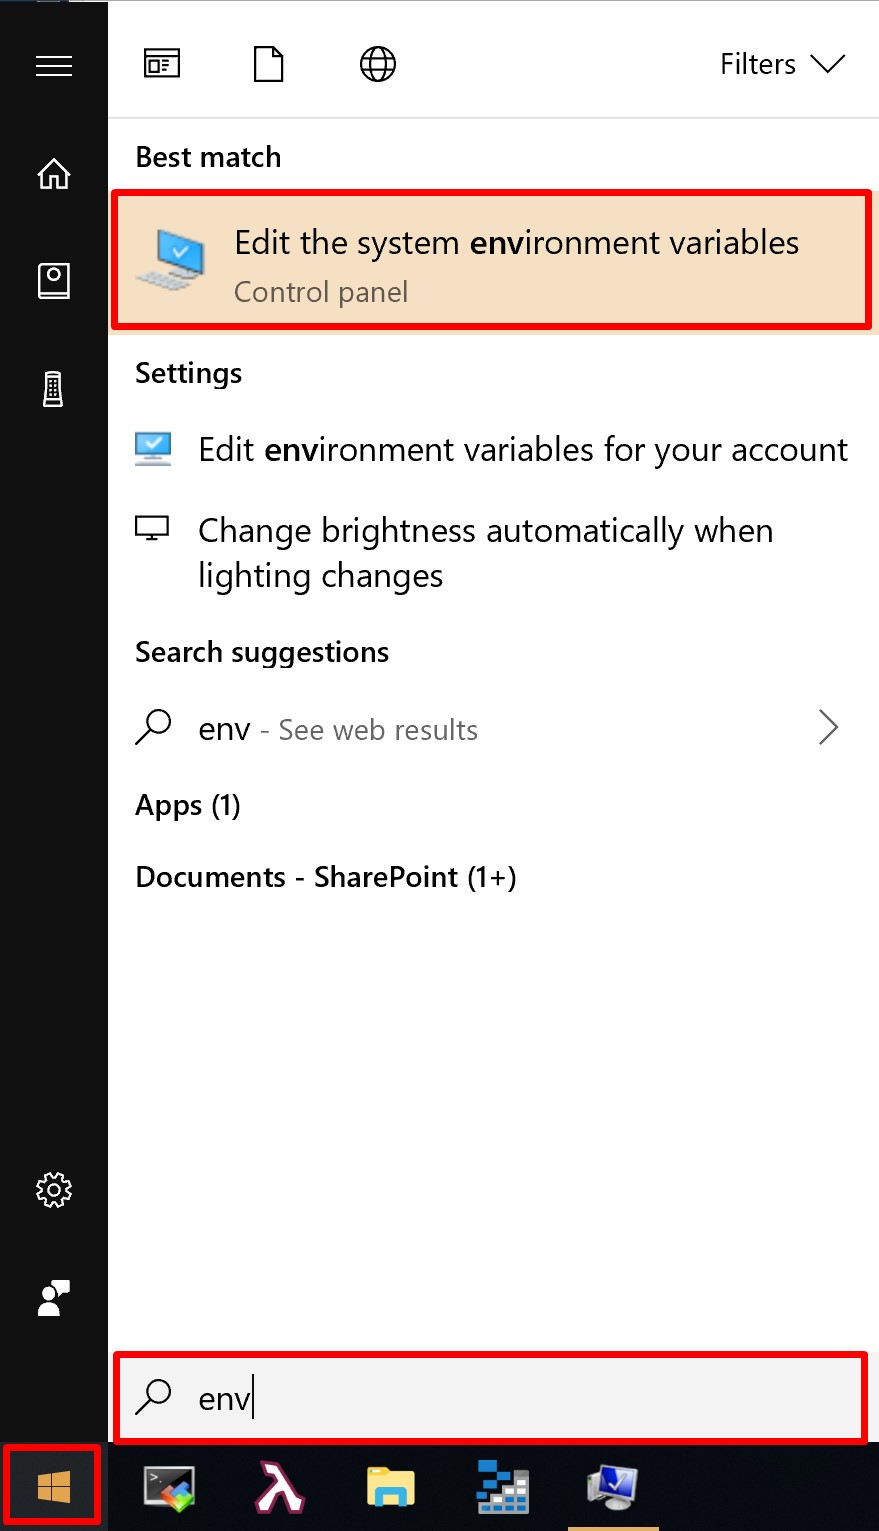 Filters
Best match
Edit the system environment variables
Control panel
Settings
Edit environment variables for your account
Change brightness automatically when
lighting changes
Search suggestions
env - See web results
Apps (1)
Documents - SharePoint (1+)
env